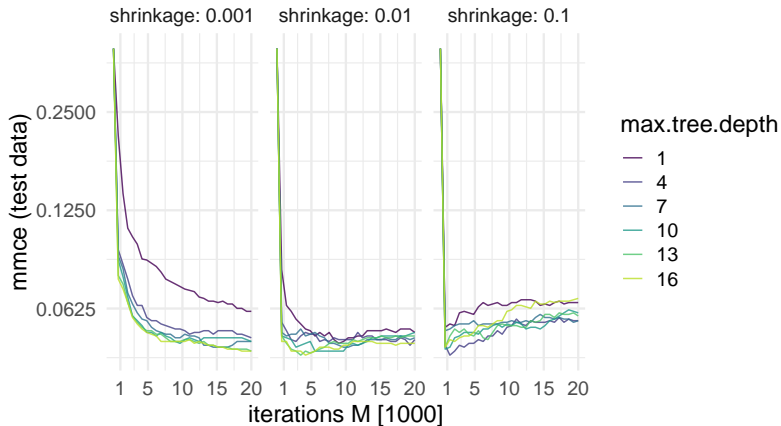 shrinkage: 0.001 shrinkage: 0.01 shrinkage: 0.1
mmce (test data)
0.2500
0.1250
0.0625
1 5 10 15 20 1 5 10 15 20 1 5 10 15 20
iterations M [1000]
max.tree.depth
1
4
7
10
13
16